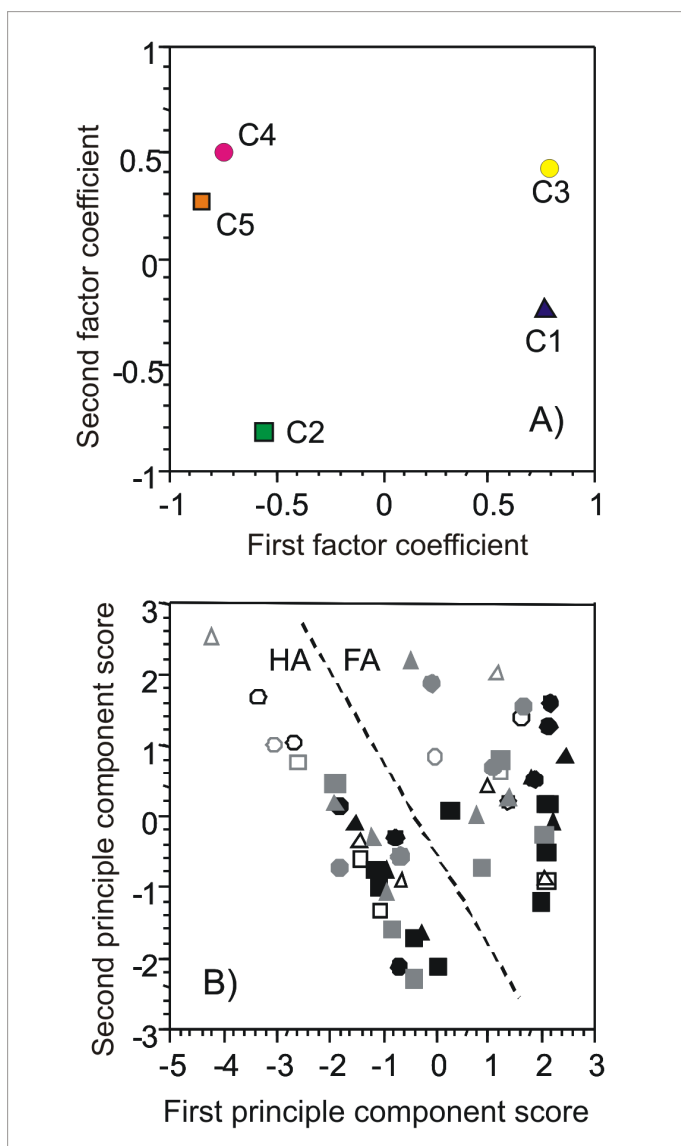 1
C4
0.5
C3
C5
0
C1
-0.5
C2
A)
-1
-1
-0.5
0
0.5
1
Second factor coefficient
First factor coefficient
3
HA
FA
2
1
0
-1
-2
B)
-3
-5
-4
-3
-2
-1
0
1
2
3
Second principle component score
First principle component score